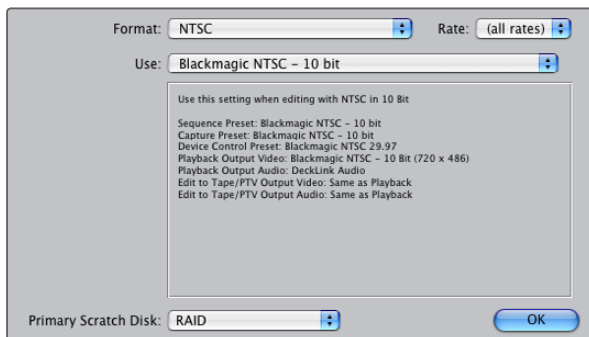 Format: NTSC Rate: (all rates)
Use: Blackmagic NTSC – 10 bit
Use this setting when editing with NTSC in 10 Bit
Sequence Preset: Blackmagic NTSC – 10 bit
Capture Preset: Blackmagic NTSC – 10 bit
Device Control Preset: Blackmagic NTSC 29.97
Playback Output Video: Blackmagic NTSC – 10 Bit (720 x 486)
Playback Output Audio: DeckLink Audio
Edit to Tape/PTV Output Video: Same as Playback
Edit to Tape/PTV Output Audio: Same as Playback
Primary Scratch Disk: RAID OK